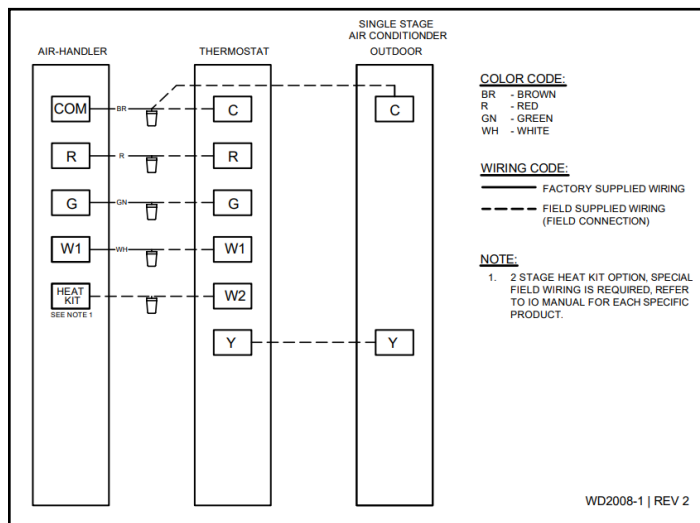 AIR-HANDLER
THERMOSTAT
SINGLE STAGE
AIR CONDITIONDER
OUTDOOR
COM
BR
C
C
R
R
R
G
GN
G
W1
WH
W1
HEAT
KIT
W2
SEE NOTE 1
Y
Y
COLOR CODE:
BR - BROWN
R - RED
GN - GREEN
WH - WHITE
WIRING CODE:
FACTORY SUPPLIED WIRING
FIELD SUPPLIED WIRING
(FIELD CONNECTION)
NOTE:
1. 2 STAGE HEAT KIT OPTION, SPECIAL
FIELD WIRING IS REQUIRED, REFER
TO IO MANUAL FOR EACH SPECIFIC
PRODUCT.
WD2008-1 | REV 2